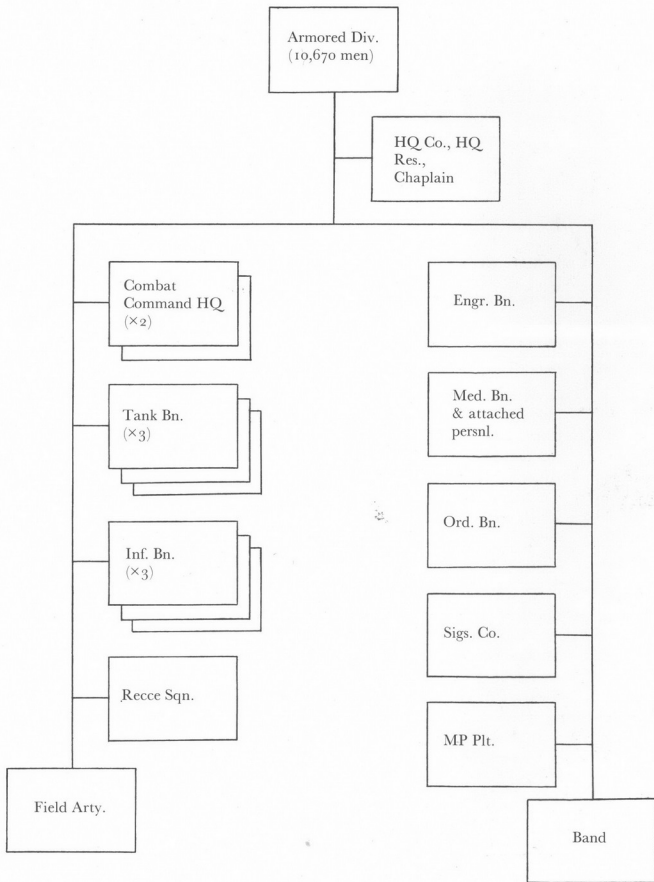 Armored Div.
(10,670 men)
HQ Co., HQ
Res.,
Chaplain
Combat
Command HQ
(×2)
Tank Bn.
(×3)
Inf. Bn.
(×3)
Recce Sqn.
Field Arty.
Engr. Bn.
Med. Bn.
& attached
persnl.
Ord. Bn.
Sigs. Co.
MP Plt.
Band